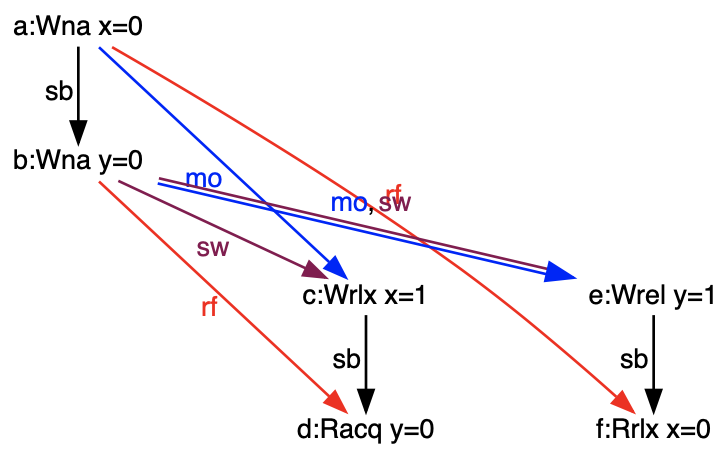 a:Wna x=0
sb
b:Wna y=0
mo
rf
mo, sw
sw
c:Wrlx x=1
e:Wrel y=1
rf
sb
sb
d:Racq y=0
f:Rrlx x=0